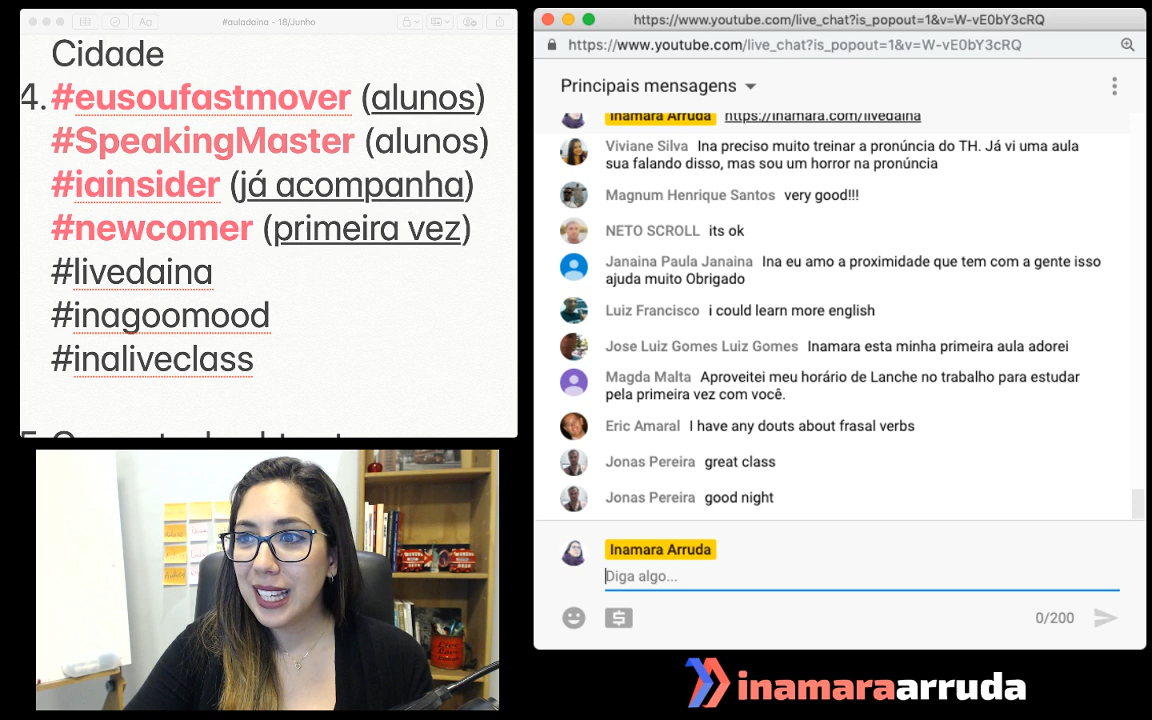 #auladaina - 18/Junho
Aa
Cidade
4. #eusoufastmover (alunos)
#SpeakingMaster (alunos)
#iainsider (já acompanha)
#newcomer (primeira vez)
#livedaina
#inagoomood
#inaliveclass
https://www.youtube.com/live_chat?is_popout=1&v=W-vE0bY3cRQ
https://www.youtube.com/live_chat?is_popout=1&v=W-vE0bY3cRQ
Principais mensagens
Inamara Arruda https://inamara.com/livedaina
Viviane Silva Ina preciso muito treinar a pronúncia do TH. Já vi uma aula
sua falando disso, mas sou um horror na pronúncia
Magnum Henrique Santos very good!!!
NETO SCROLL its ok
Janaina Paula Janaina Ina eu amo a proximidade que tem com a gente isso
ajuda muito Obrigado
Luiz Francisco i could learn more english
Jose Luiz Gomes Luiz Gomes Inamara esta minha primeira aula adorei
Magda Malta Aproveitei meu horário de Lanche no trabalho para estudar
pela primeira vez com você.
Eric Amaral I have any douts about frasal verbs
Jonas Pereira great class
Jonas Pereira good night
Inamara Arruda
Diga algo...
0/200
inamaraarruda